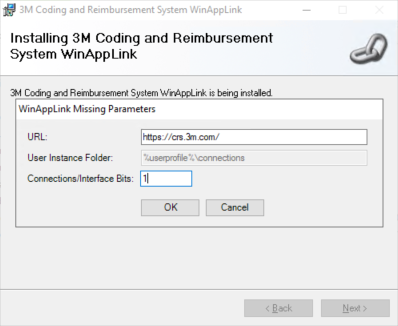 3M Coding and Reimbursement System WinAppLink
Installing 3M Coding and Reimbursement
System WinAppLink
3M Coding and Reimbursement System WinAppLink is being installed.
WinAppLink Missing Parameters
URL: https://crs.3m.com/
User Instance Folder: %userprofile%\connections
Connections/Interface Bits: 1
OK Cancel
< Back Next >